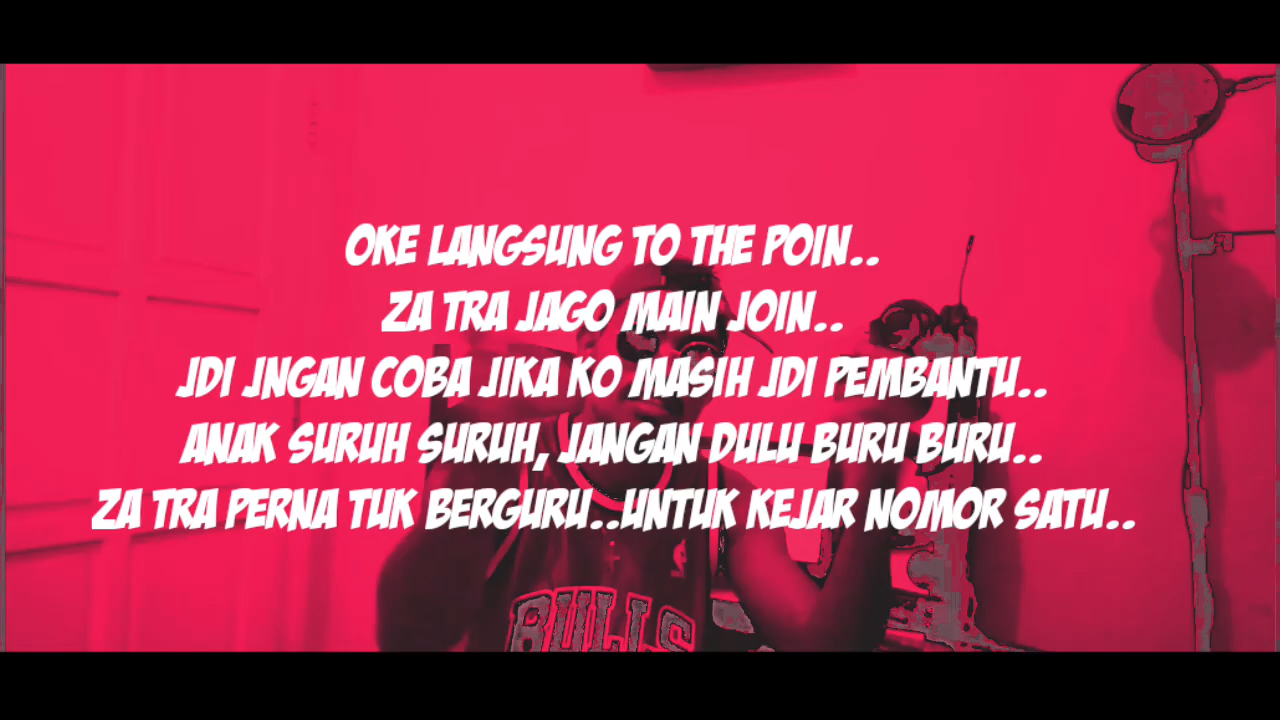 OKE LANGSUNG TO THE POIN..
ZA TRA JAGO MAIN JOIN..
JDI JNGAN COBA JIKA KO MASIH JDI PEMBANTU..
ANAK SURUH SURUH, JANGAN DULU BURU BURU..
ZA TRA PERNA TUK BERGURU..UNTUK KEJAR NOMOR SATU..
BULLS